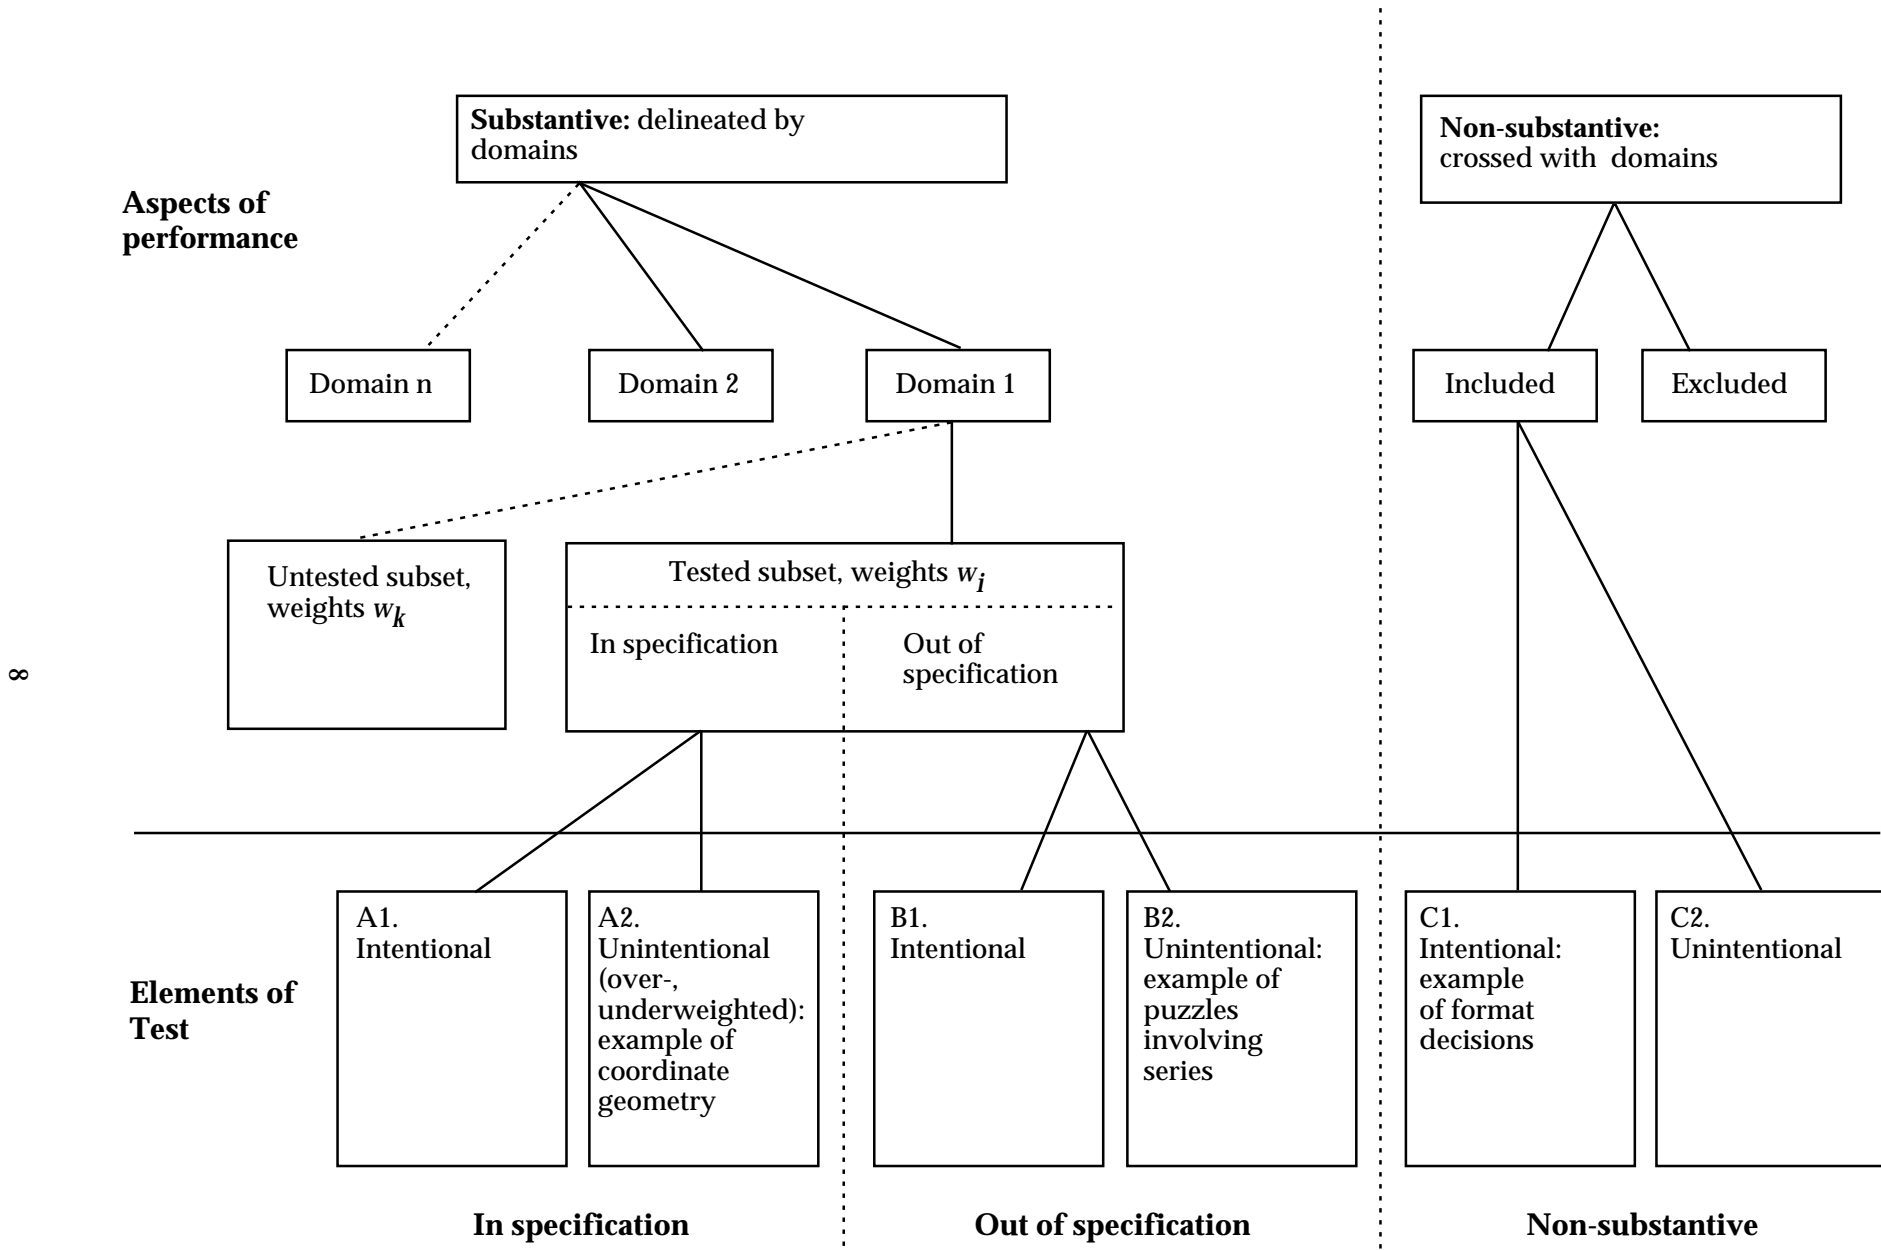 Substantive: delineated by
domains
Non-substantive:
crossed with domains
Aspects of
performance
Domain n
Domain 2
Domain 1
Included
Excluded
Untested subset,
weights wk
Tested subset, weights wi
In specification
Out of
specification
8
A1.
Intentional
A2.
Unintentional
(over-,
underweighted):
example of
coordinate
geometry
B1.
Intentional
B2.
Unintentional:
example of
puzzles
involving
series
C1.
Intentional:
example
of format
decisions
C2.
Unintentional
Elements of
Test
In specification
Out of specification
Non-substantive